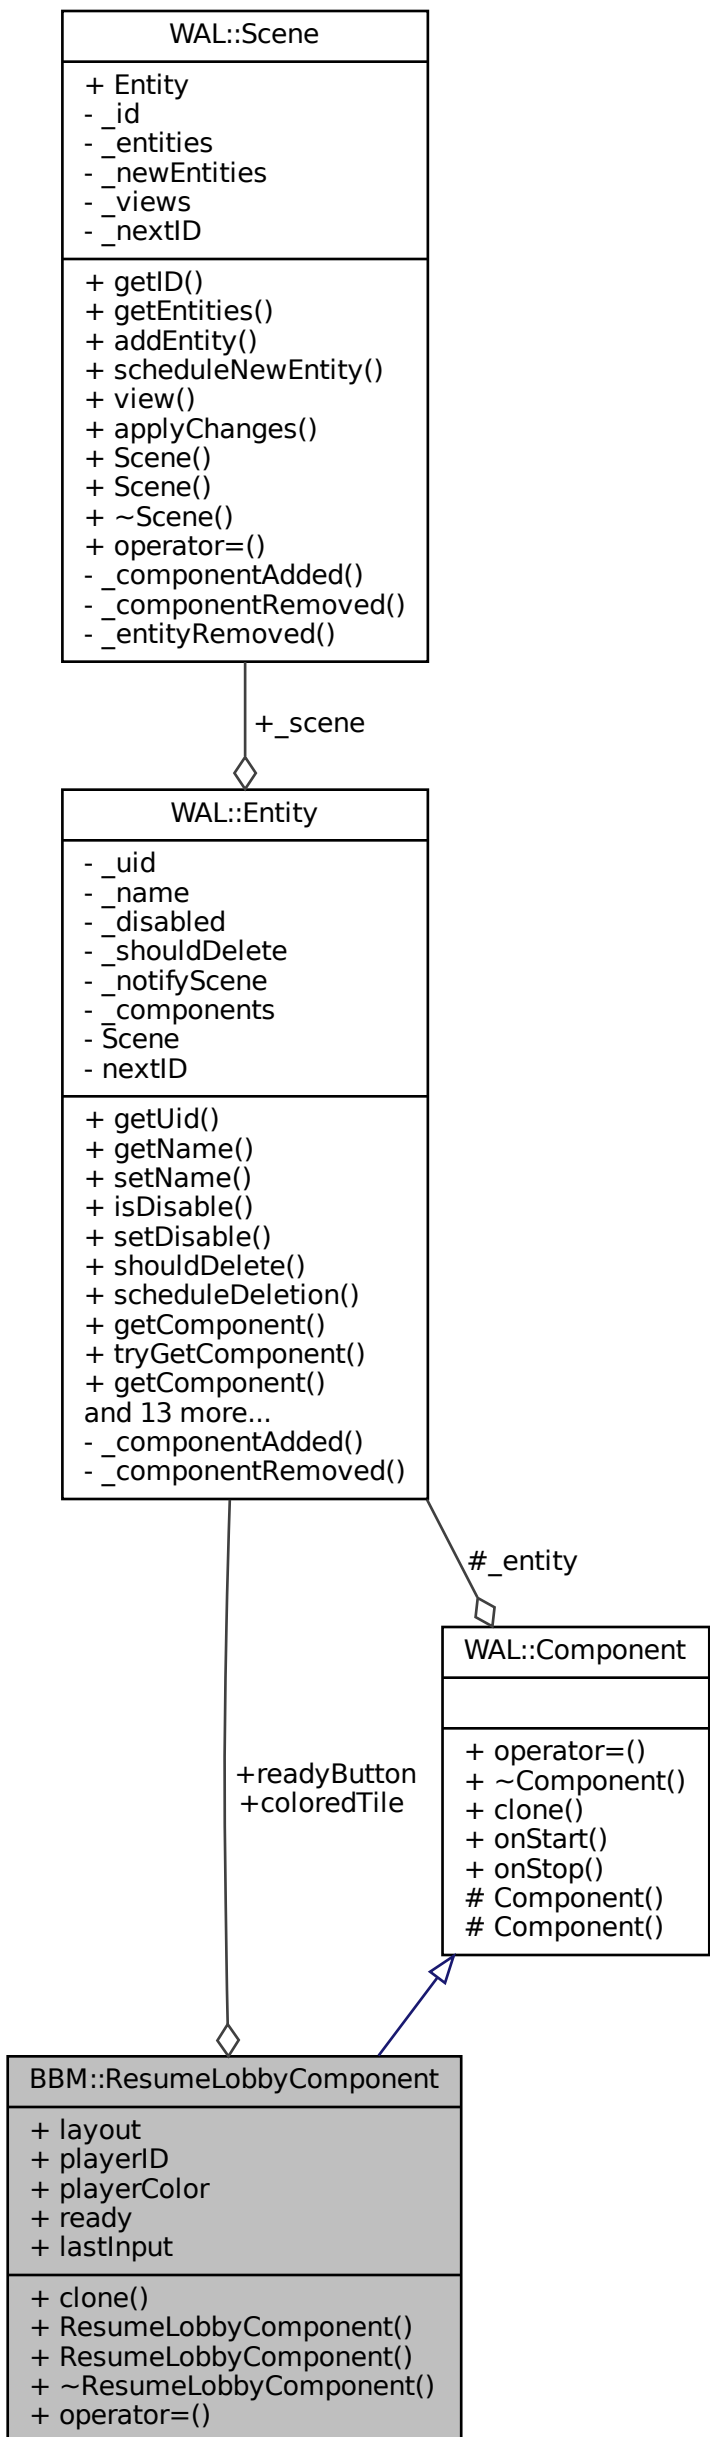 WAL::Scene
+ Entity
- _id
- _entities
- _newEntities
- _views
- _nextID
+ getID()
+ getEntities()
+ addEntity()
+ scheduleNewEntity()
+ view()
+ applyChanges()
+ Scene()
+ Scene()
+ ~Scene()
+ operator=()
- _componentAdded()
- _componentRemoved()
- _entityRemoved()
+_scene
WAL::Entity
- _uid
- _name
- _disabled
- _shouldDelete
- _notifyScene
- _components
- Scene
- nextID
+ getUid()
+ getName()
+ setName()
+ isDisable()
+ setDisable()
+ shouldDelete()
+ scheduleDeletion()
+ getComponent()
+ tryGetComponent()
+ getComponent()
and 13 more...
- _componentAdded()
- _componentRemoved()
#_entity
WAL::Component
+ operator=()
+ ~Component()
+ clone()
+ onStart()
+ onStop()
# Component()
# Component()
+readyButton
+coloredTile
BBM::ResumeLobbyComponent
+ layout
+ playerID
+ playerColor
+ ready
+ lastInput
+ clone()
+ ResumeLobbyComponent()
+ ResumeLobbyComponent()
+ ~ResumeLobbyComponent()
+ operator=()